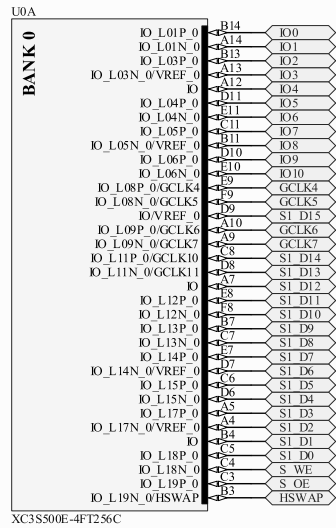 U0A
BANK 0
IO_L01P_0 B14 IO0
IO_L01N_0 A14 IO1
IO_L03P_0 B13 IO2
IO_L03N_0/VREF_0 A13 IO3
IO A12 IO4
IO_L04P_0 D11 IO5
IO_L04N_0 E11 IO6
IO_L05P_0 C11 IO7
IO_L05N_0/VREF_0 B11 IO8
IO_L06P_0 D10 IO9
IO_L06N_0 E10 IO10
IO_L08P_0/GCLK4 E9 GCLK4
IO_L08N_0/GCLK5 F9 GCLK5
IO/VREF_0 D9 S1_D15
IO_L09P_0/GCLK6 A10 GCLK6
IO_L09N_0/GCLK7 A9 GCLK7
IO_L11P_0/GCLK10 C8 S1_D14
IO_L11N_0/GCLK11 D8 S1_D13
IO A7 S1_D12
IO_L12P_0 E8 S1_D11
IO_L12N_0 F8 S1_D10
IO_L13P_0 B7 S1_D9
IO_L13N_0 C7 S1_D8
IO_L14P_0 E7 S1_D7
IO_L14N_0/VREF_0 D7 S1_D6
IO_L15P_0 C6 S1_D5
IO_L15N_0 D6 S1_D4
IO_L17P_0 A5 S1_D3
IO_L17N_0/VREF_0 A4 S1_D2
IO B4 S1_D1
IO_L18P_0 C5 S1_D0
IO_L18N_0 C4 S_WE
IO_L19P_0 C3 S_OE
IO_L19N_0/HSWAP B3 HSWAP
XC3S500E-4FT256C